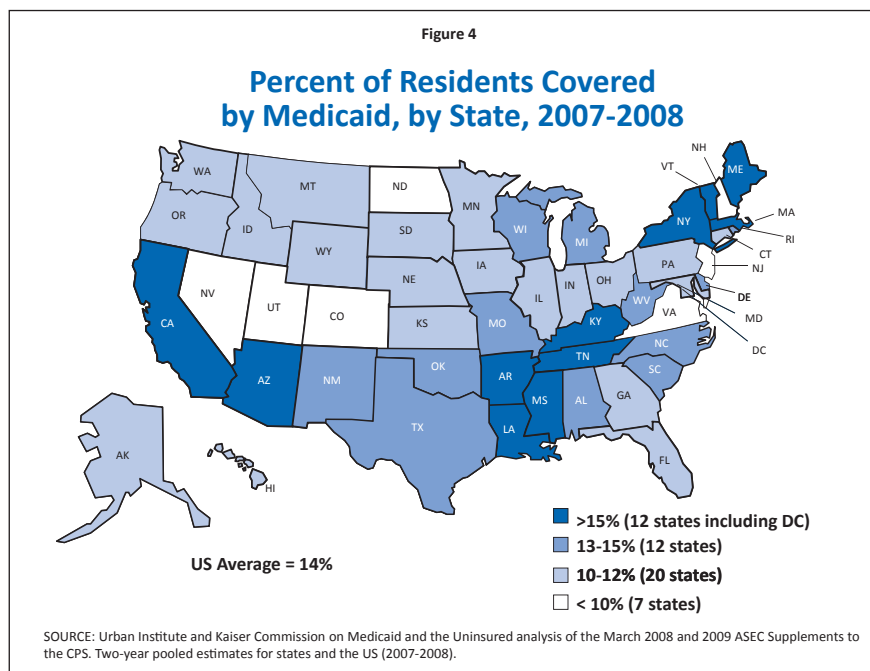 Figure 4
Percent of Residents Covered
by Medicaid, by State, 2007-2008
NH
VT
ME
WA
MT
ND
MN
OR
ID
SD
WI
MI
NY
MA
RI
CT
WY
IA
PA
NJ
NE
IL
IN
OH
DE
NV
UT
CO
KS
MO
WV
VA
MD
DC
CA
KY
NC
TN
AZ
NM
OK
AR
SC
MS
AL
GA
TX
LA
AK
FL
HI
>15% (12 states including DC)
13-15% (12 states)
10-12% (20 states)
< 10% (7 states)
US Average = 14%
SOURCE: Urban Institute and Kaiser Commission on Medicaid and the Uninsured analysis of the March 2008 and 2009 ASEC Supplements to
the CPS. Two-year pooled estimates for states and the US (2007-2008).